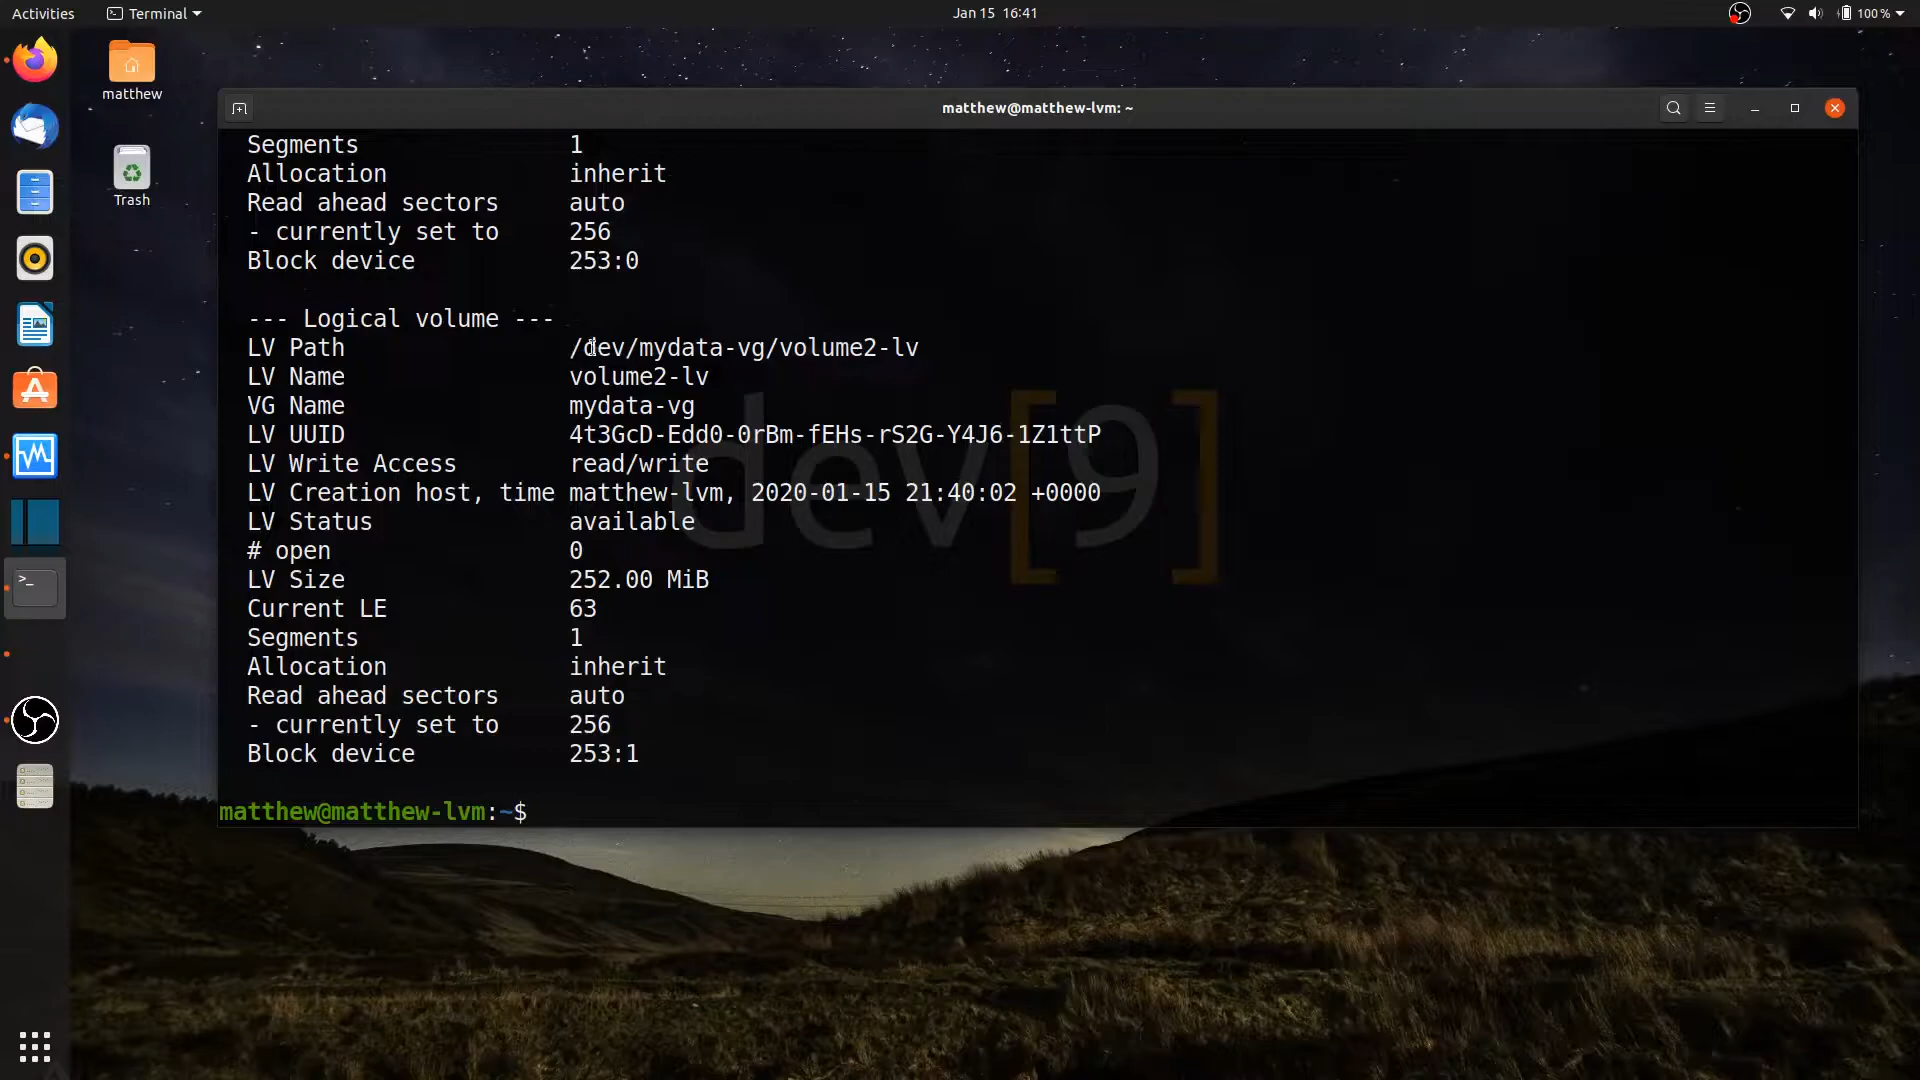 Activities Terminal Jan 15 16:41 100 %
matthew
Trash
matthew@matthew-lvm: ~
Segments 1
Allocation inherit
Read ahead sectors auto
- currently set to 256
Block device 253:0
--- Logical volume ---
LV Path /dev/mydata-vg/volume2-lv
LV Name volume2-lv
VG Name mydata-vg
LV UUID 4t3GcD-Edd0-0rBm-fEHs-rS2G-Y4J6-1Z1ttP
LV Write Access read/write
LV Creation host, time matthew-lvm, 2020-01-15 21:40:02 +0000
LV Status available
# open 0
LV Size 252.00 MiB
Current LE 63
Segments 1
Allocation inherit
Read ahead sectors auto
- currently set to 256
Block device 253:1
matthew@matthew-lvm:~$
dev[9]